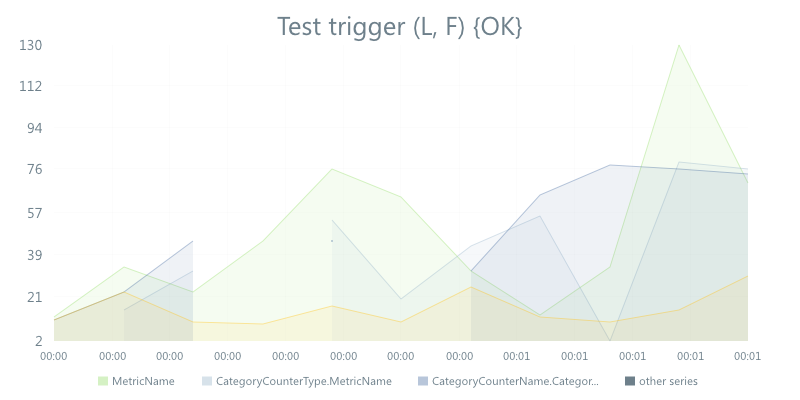 Test trigger (L, F) {OK}
130
112
94
76
57
39
21
2
00:00 00:00 00:00 00:00 00:00 00:00 00:00 00:00 00:01 00:01 00:01 00:01 00:01
MetricName CategoryCounterType.MetricName CategoryCounterName.Categor... other series